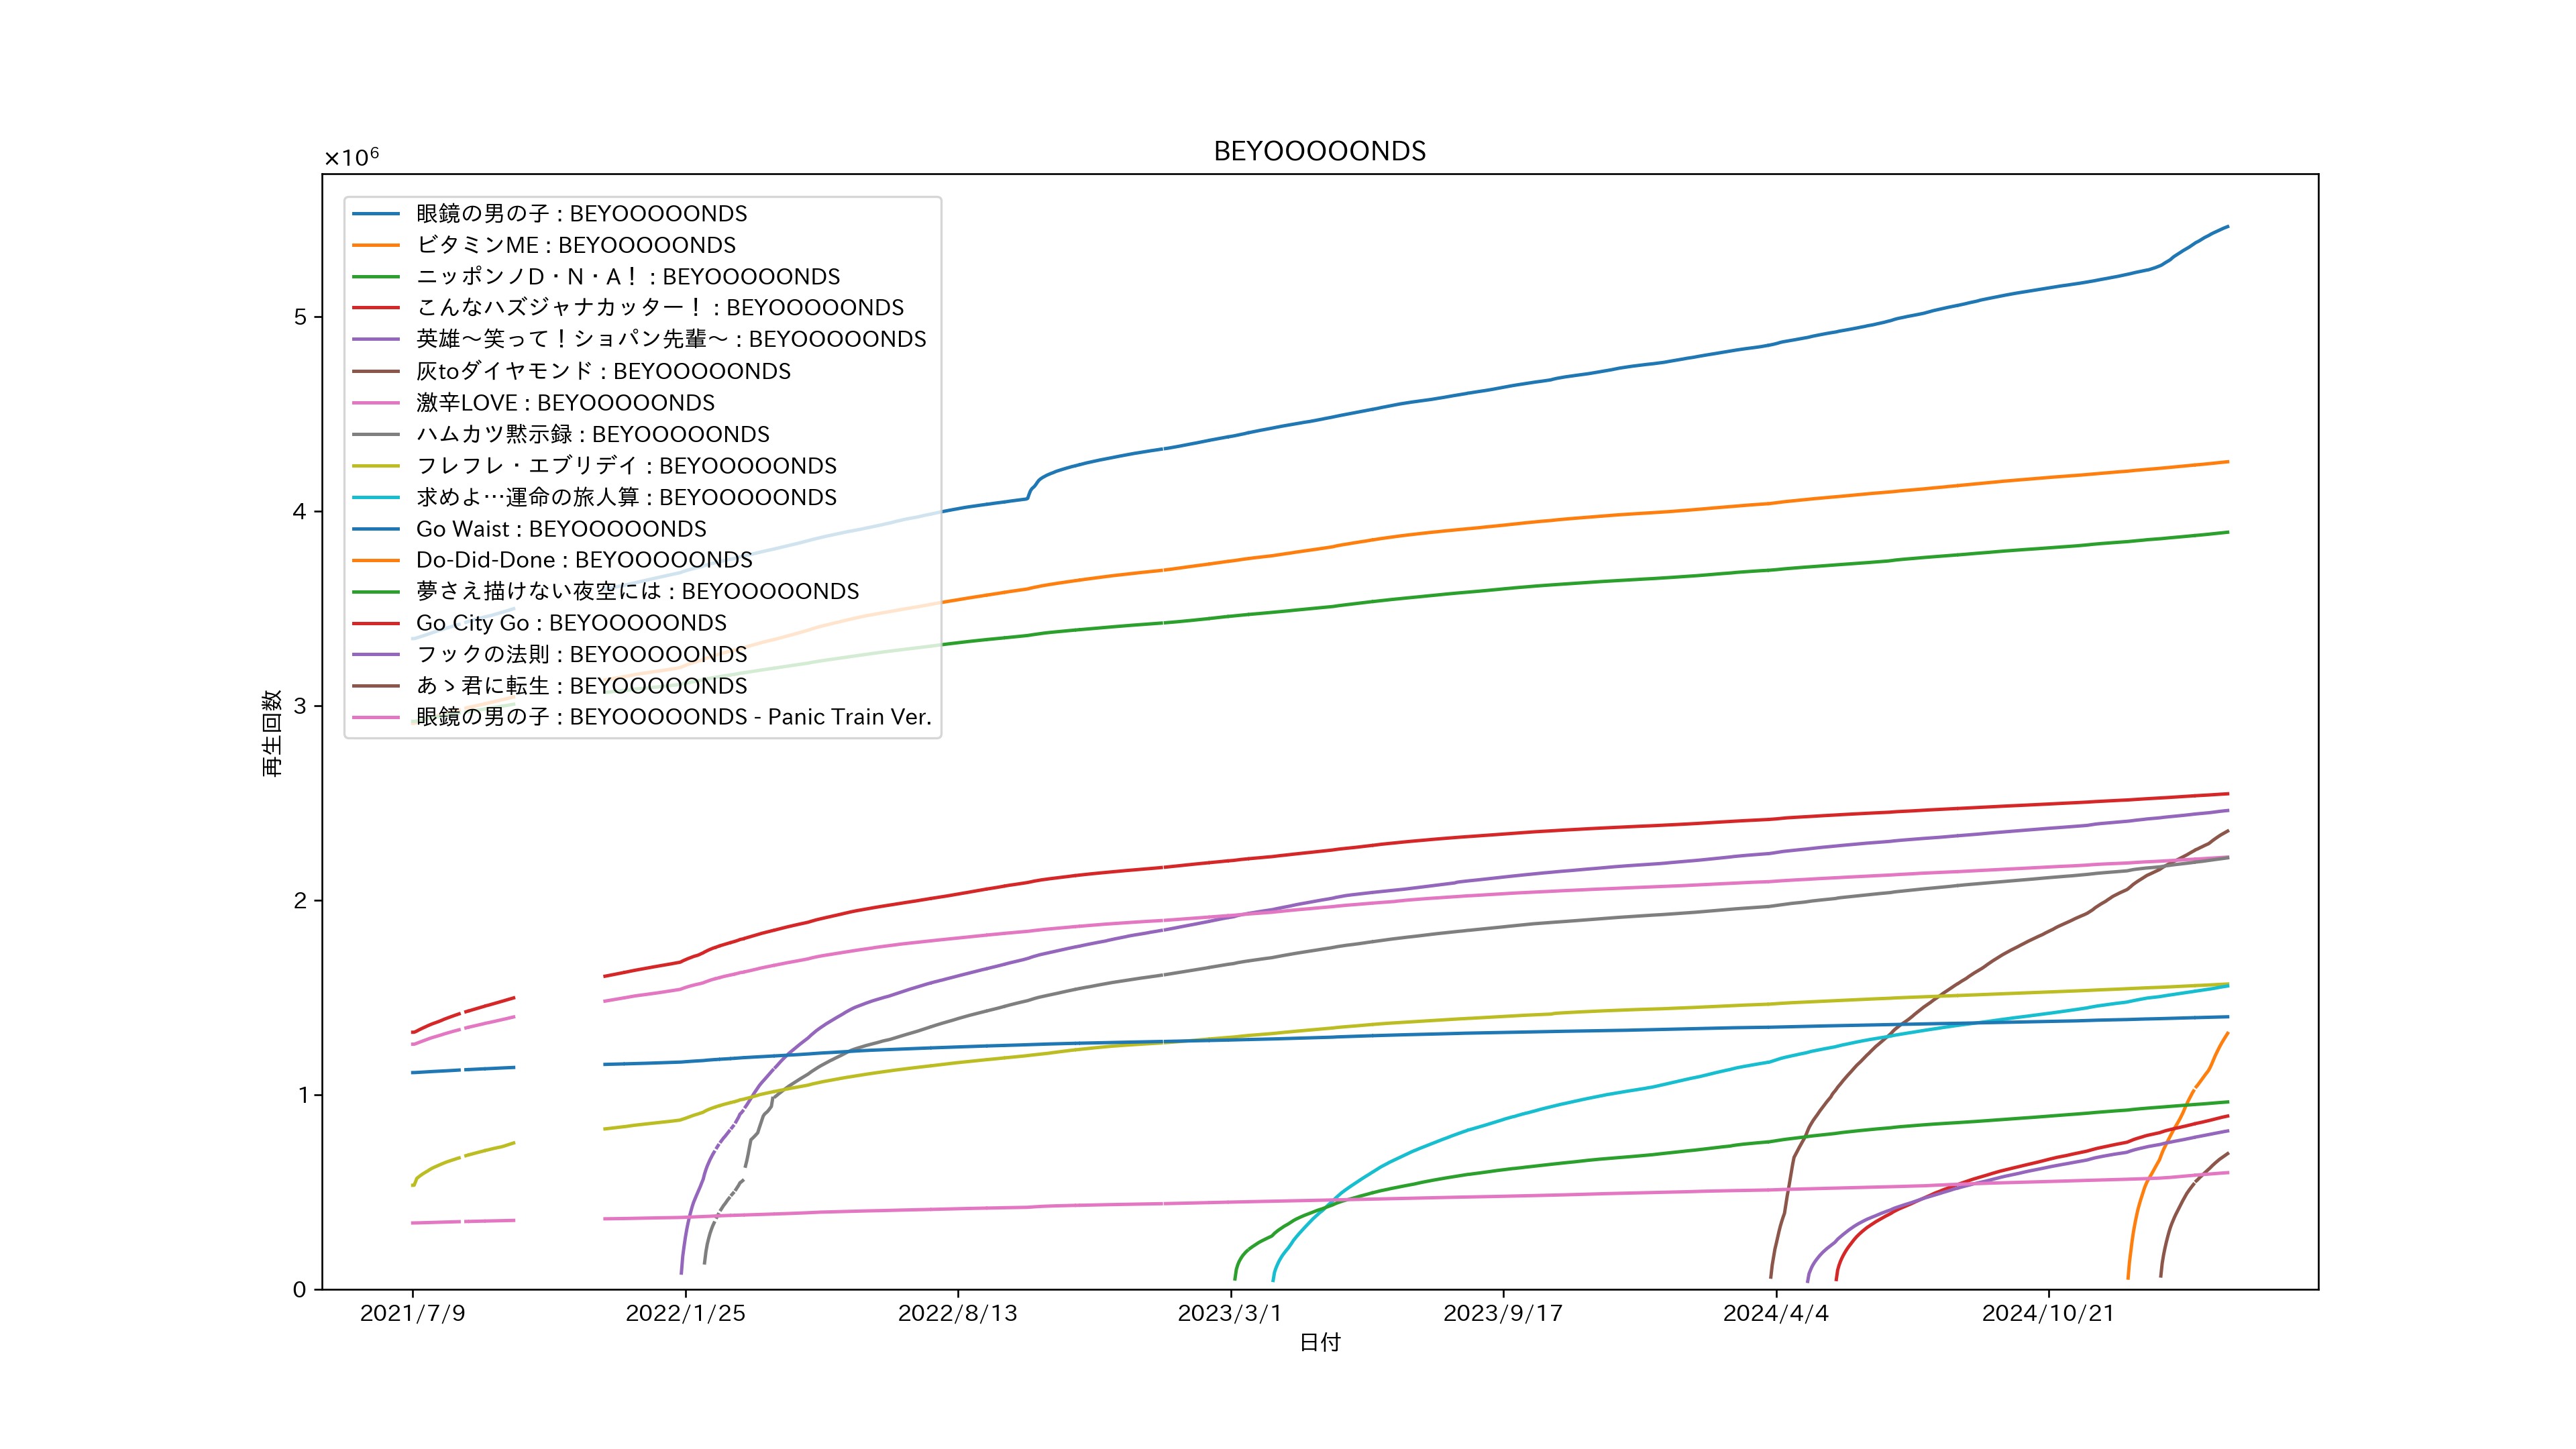 BEYOOOOONDS
×10⁶
眼鏡の男の子 : BEYOOOOONDS
ビタミンME : BEYOOOOONDS
ニッポンノD・N・A！ : BEYOOOOONDS
こんなハズジャナカッター！ : BEYOOOOONDS
英雄～笑って！ショパン先輩～ : BEYOOOOONDS
灰toダイヤモンド : BEYOOOOONDS
激辛LOVE : BEYOOOOONDS
ハムカツ黙示録 : BEYOOOOONDS
フレフレ・エブリデイ : BEYOOOOONDS
求めよ…運命の旅人算 : BEYOOOOONDS
Go Waist : BEYOOOOONDS
Do-Did-Done : BEYOOOOONDS
夢さえ描けない夜空には : BEYOOOOONDS
Go City Go : BEYOOOOONDS
フックの法則 : BEYOOOOONDS
あゝ君に転生 : BEYOOOOONDS
眼鏡の男の子 : BEYOOOOONDS - Panic Train Ver.
5
4
3
2
1
0
再生回数
2021/7/9 2022/1/25 2022/8/13 2023/3/1 2023/9/17 2024/4/4 2024/10/21
日付